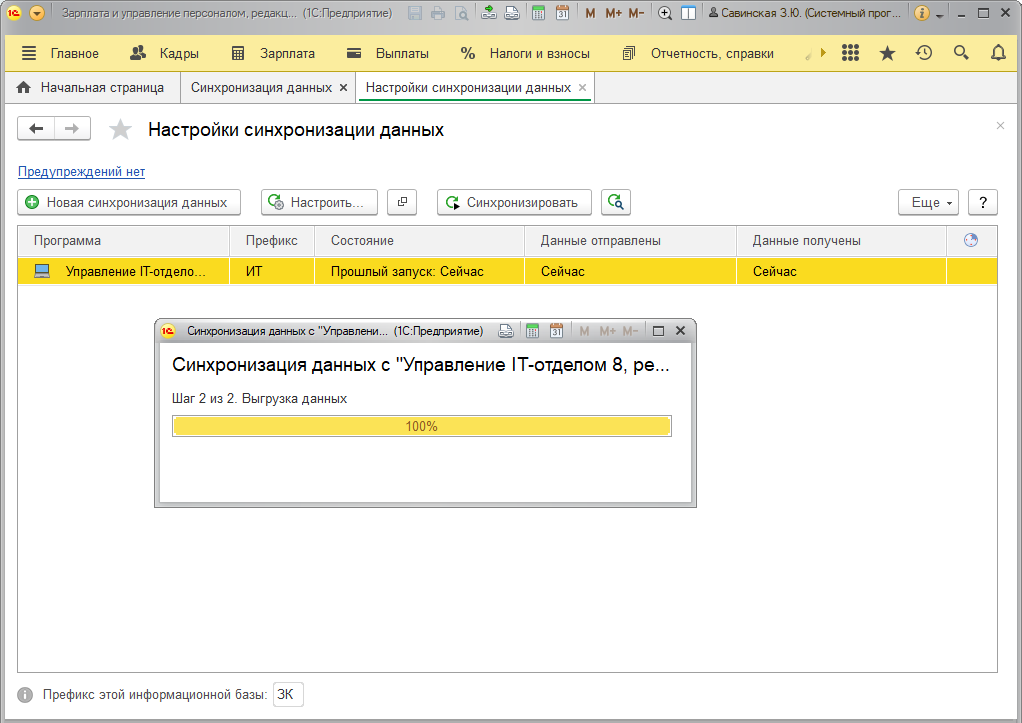 Зарплата и управление персоналом, редакц... (1С:Предприятие) 31 M M+ M- Савинская З.Ю. (Системный прог...
Главное Кадры Зарплата Выплаты Налоги и взносы Отчетность, справки
Начальная страница Синхронизация данных Настройки синхронизации данных
Настройки синхронизации данных
Предупреждений нет
Новая синхронизация данных Настроить... Синхронизировать Еще ?
Программа Префикс Состояние Данные отправлены Данные получены
Управление IT-отдело... ИТ Прошлый запуск: Сейчас Сейчас Сейчас
Синхронизация данных с "Управлени... (1С:Предприятие) 31 M M+ M-
Синхронизация данных с "Управление IT-отделом 8, ре...
Шаг 2 из 2. Выгрузка данных
100%
Префикс этой информационной базы: ЗК